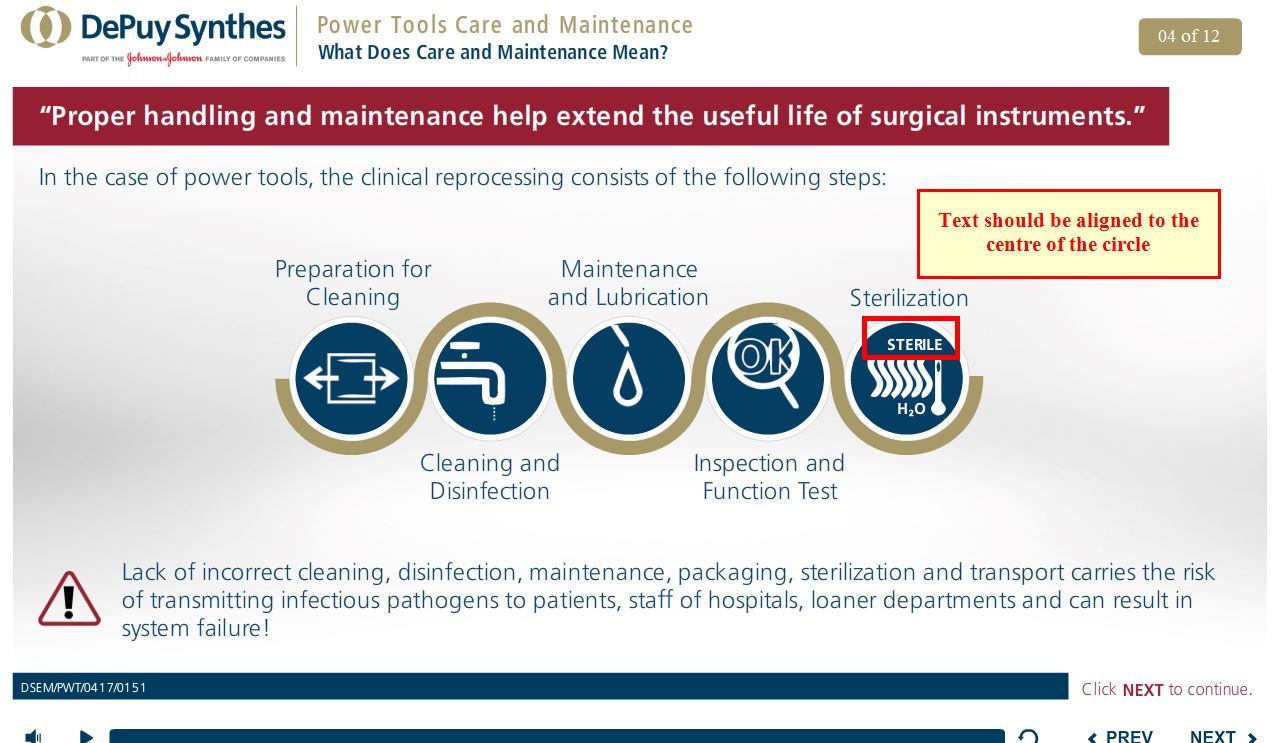 DePuy Synthes
PART OF THE Johnson & Johnson FAMILY OF COMPANIES
Power Tools Care and Maintenance
What Does Care and Maintenance Mean?
04 of 12
“Proper handling and maintenance help extend the useful life of surgical instruments.”
In the case of power tools, the clinical reprocessing consists of the following steps:
Text should be aligned to the
centre of the circle
Preparation for
Cleaning
Maintenance
and Lubrication
Sterilization
OK
STERILE
H₂O
Cleaning and
Disinfection
Inspection and
Function Test
!
Lack of incorrect cleaning, disinfection, maintenance, packaging, sterilization and transport carries the risk
of transmitting infectious pathogens to patients, staff of hospitals, loaner departments and can result in
system failure!
DSEM/PWT/0417/0151
Click NEXT to continue.
PREV
NEXT